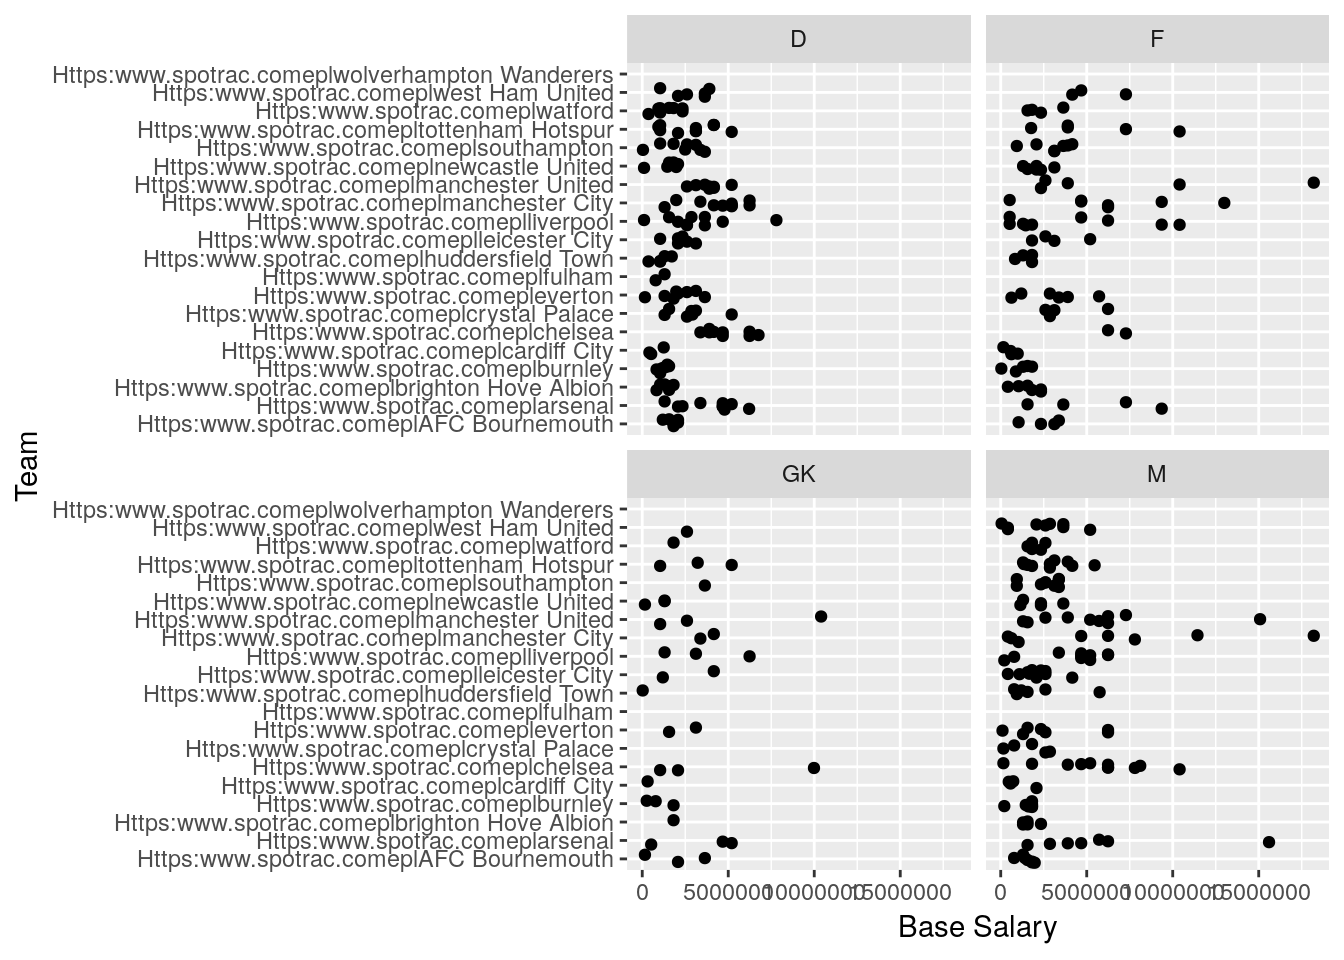 D
F
Https:www.spotrac.comeplwolverhampton Wanderers
Https:www.spotrac.comeplwest Ham United
Https:www.spotrac.comeplwatford
Https:www.spotrac.comepltottenham Hotspur
Https:www.spotrac.comeplsouthampton
Https:www.spotrac.comeplnewcastle United
Https:www.spotrac.comeplmanchester United
Https:www.spotrac.comeplmanchester City
Https:www.spotrac.comeplliverpool
Https:www.spotrac.comeplleicester City
Https:www.spotrac.comeplhuddersfield Town
Https:www.spotrac.comeplfulham
Https:www.spotrac.comepleverton
Https:www.spotrac.comeplcrystal Palace
Https:www.spotrac.comeplchelsea
Https:www.spotrac.comeplcardiff City
Https:www.spotrac.comeplburnley
Https:www.spotrac.comeplbrighton Hove Albion
Https:www.spotrac.comeplarsenal
Https:www.spotrac.comeplAFC Bournemouth
Team
GK
M
Https:www.spotrac.comeplwolverhampton Wanderers
Https:www.spotrac.comeplwest Ham United
Https:www.spotrac.comeplwatford
Https:www.spotrac.comepltottenham Hotspur
Https:www.spotrac.comeplsouthampton
Https:www.spotrac.comeplnewcastle United
Https:www.spotrac.comeplmanchester United
Https:www.spotrac.comeplmanchester City
Https:www.spotrac.comeplliverpool
Https:www.spotrac.comeplleicester City
Https:www.spotrac.comeplhuddersfield Town
Https:www.spotrac.comeplfulham
Https:www.spotrac.comepleverton
Https:www.spotrac.comeplcrystal Palace
Https:www.spotrac.comeplchelsea
Https:www.spotrac.comeplcardiff City
Https:www.spotrac.comeplburnley
Https:www.spotrac.comeplbrighton Hove Albion
Https:www.spotrac.comeplarsenal
Https:www.spotrac.comeplAFC Bournemouth
0 5000000 10000000 15000000
0 5000000 10000000 15000000
Base Salary